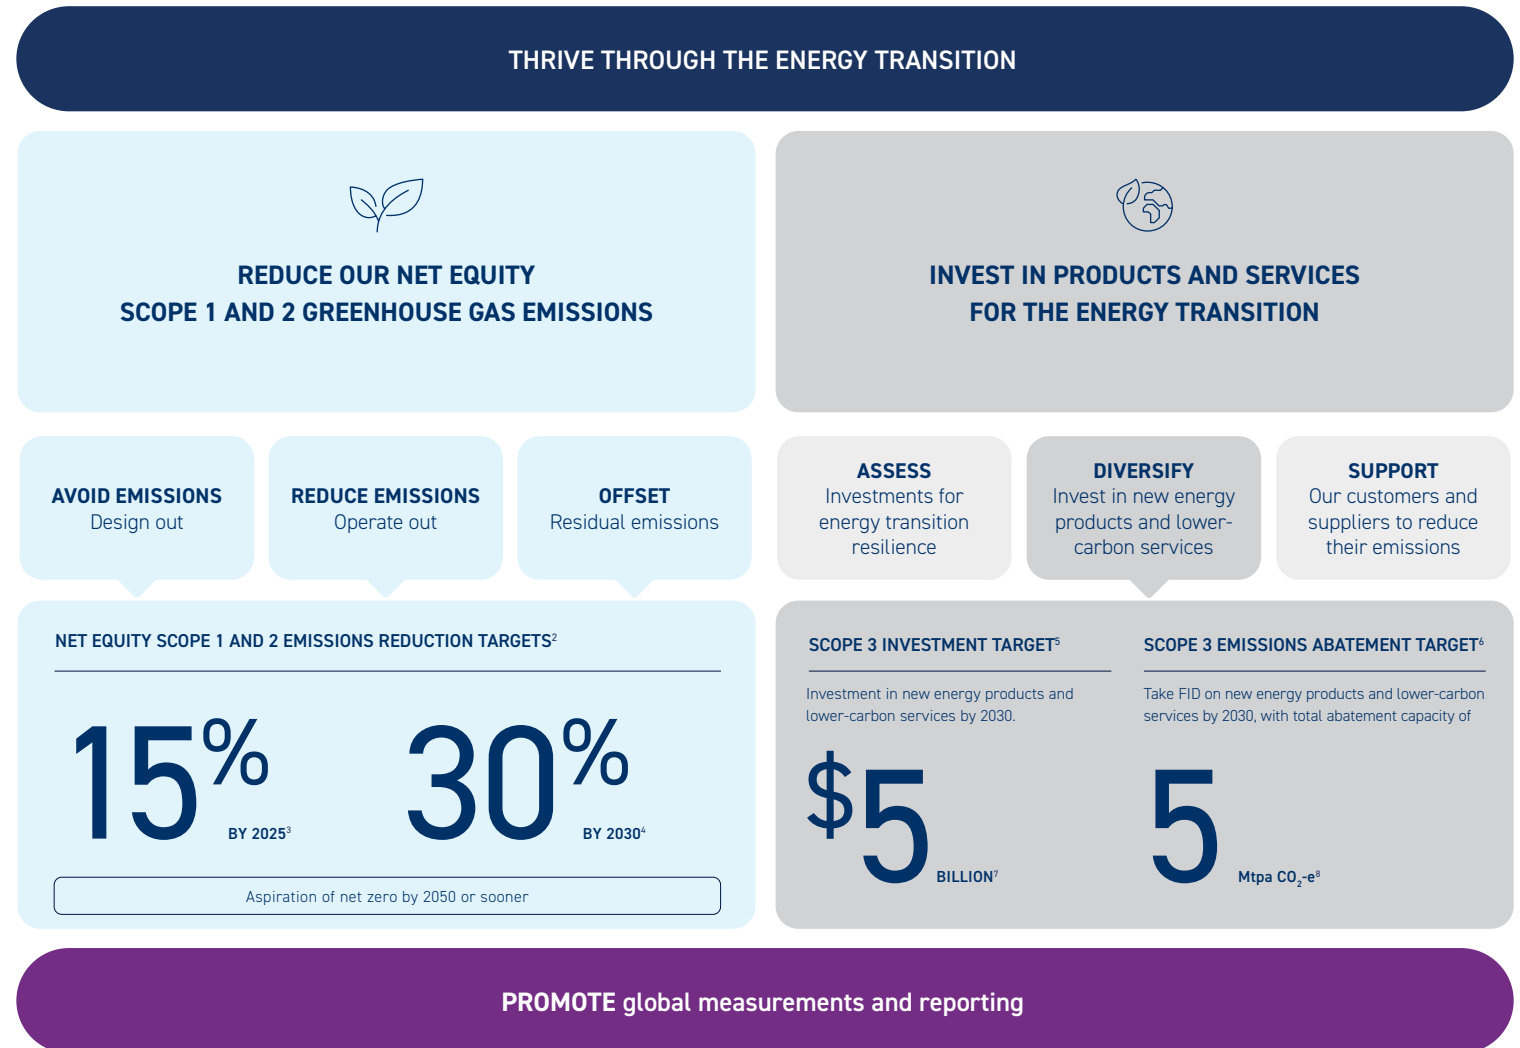 THRIVE THROUGH THE ENERGY TRANSITION
REDUCE OUR NET EQUITY
SCOPE 1 AND 2 GREENHOUSE GAS EMISSIONS
INVEST IN PRODUCTS AND SERVICES
FOR THE ENERGY TRANSITION
AVOID EMISSIONS
Design out
REDUCE EMISSIONS
Operate out
OFFSET
Residual emissions
ASSESS
Investments for
energy transition
resilience
DIVERSIFY
Invest in new energy
products and lower-
carbon services
SUPPORT
Our customers and
suppliers to reduce
their emissions
NET EQUITY SCOPE 1 AND 2 EMISSIONS REDUCTION TARGETS²
15%
BY 2025³
30%
BY 2030⁴
Aspiration of net zero by 2050 or sooner
SCOPE 3 INVESTMENT TARGET⁵
Investment in new energy products and
lower-carbon services by 2030.
$5
BILLION⁷
SCOPE 3 EMISSIONS ABATEMENT TARGET⁶
Take FID on new energy products and lower-carbon
services by 2030, with total abatement capacity of
5
Mtpa CO₂-e⁸
PROMOTE global measurements and reporting